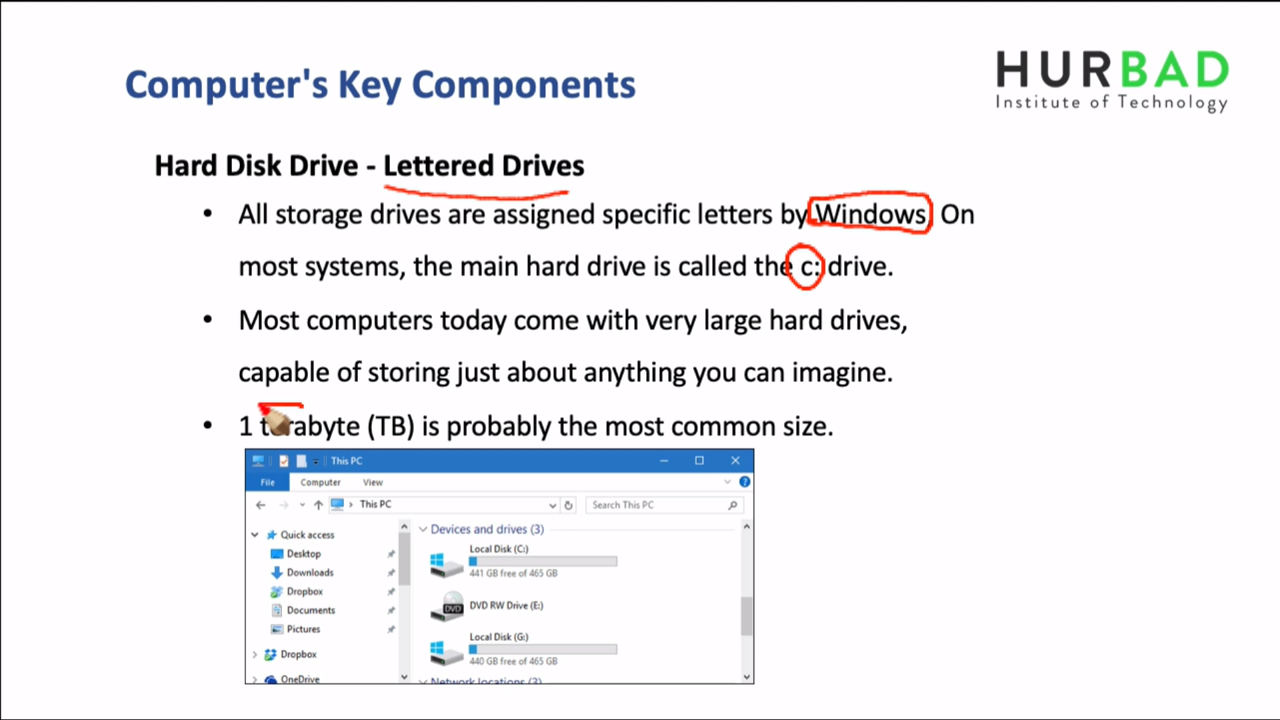 Computer's Key Components
HURBAD
Institute of Technology
Hard Disk Drive - Lettered Drives
• All storage drives are assigned specific letters by Windows. On
most systems, the main hard drive is called the c: drive.
• Most computers today come with very large hard drives,
capable of storing just about anything you can imagine.
• 1 terabyte (TB) is probably the most common size.
This PC
File Computer View
This PC
Search This PC
Quick access
Desktop
Downloads
Dropbox
Documents
Pictures
Dropbox
OneDrive
Devices and drives (3)
Local Disk (C:)
441 GB free of 465 GB
DVD
DVD RW Drive (E:)
Local Disk (G:)
440 GB free of 465 GB
Network locations (3)